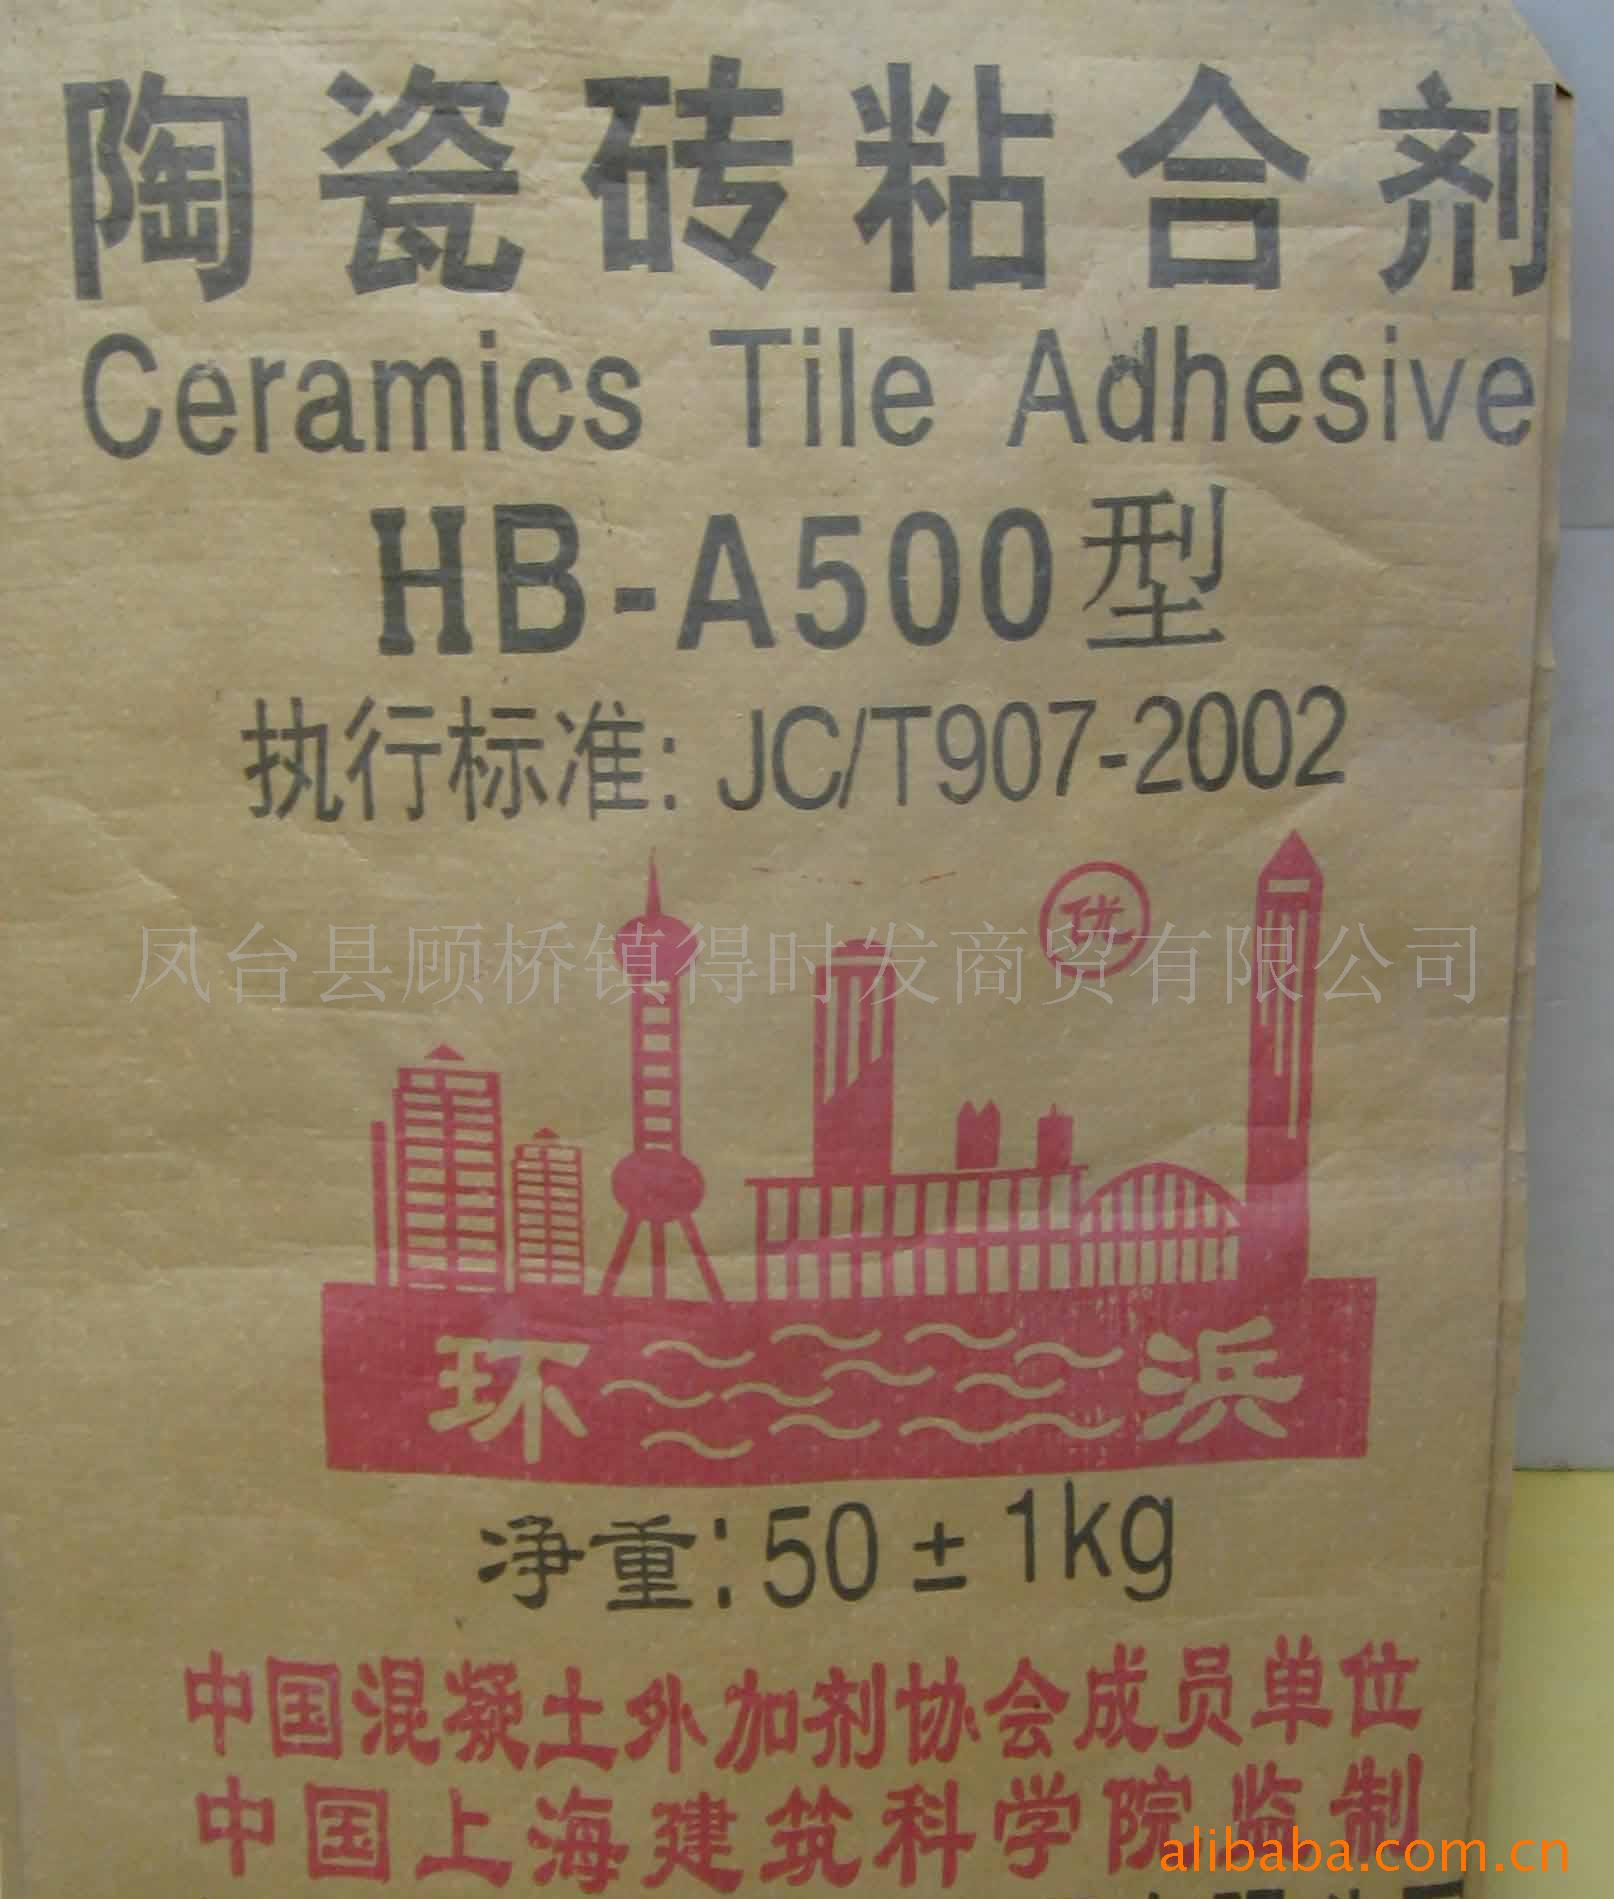 陶瓷砖粘合剂
Ceramics Tile Adhesive
HB-A500型
执行标准: JC/T907-2002
优
凤台县顾桥镇得时发商贸有限公司
环 浜
净重:50±1kg
中国混凝土外加剂协会成员单位
中国上海建筑科学院监制
alibaba.com.cn